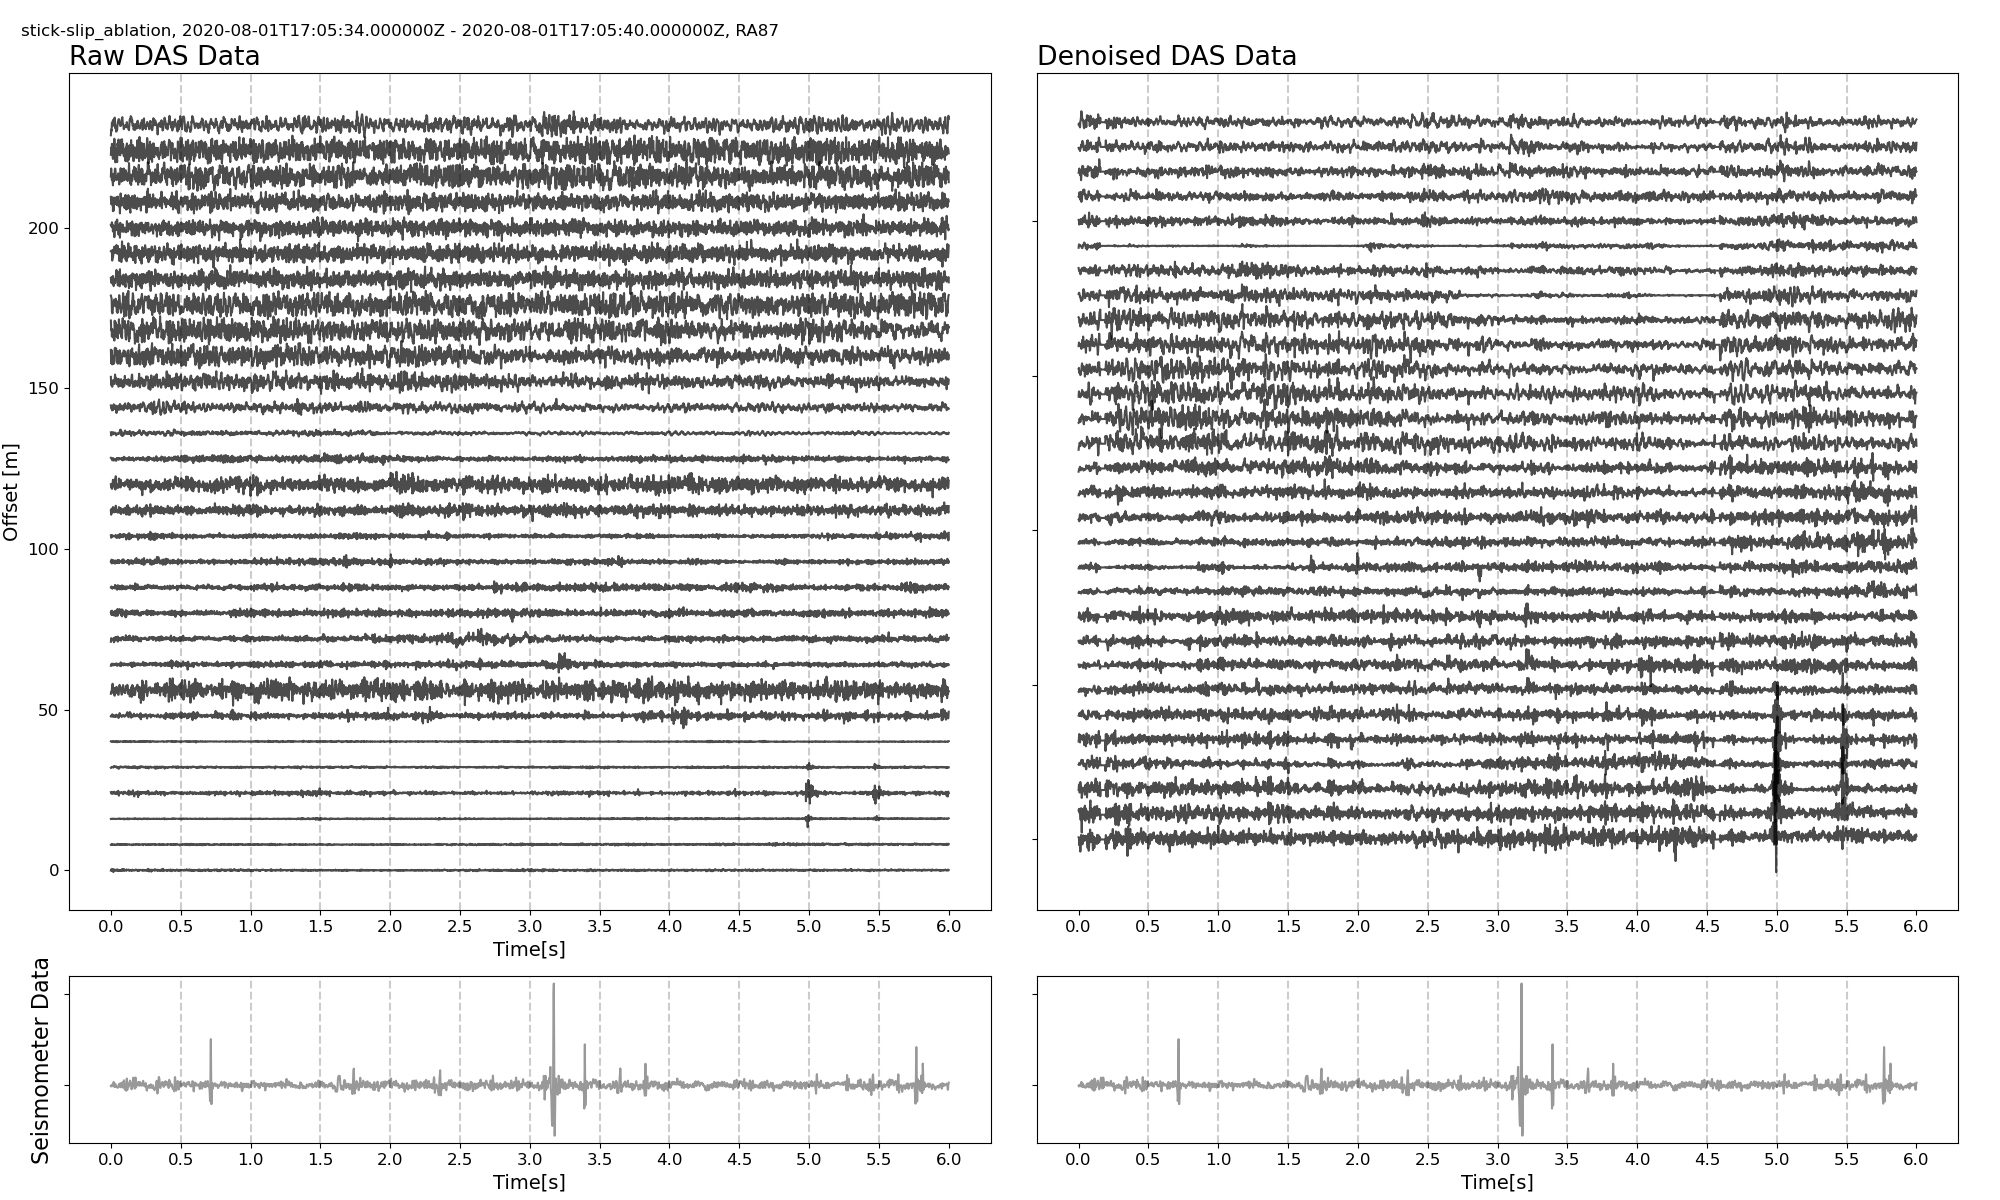 stick-slip_ablation, 2020-08-01T17:05:34.000000Z - 2020-08-01T17:05:40.000000Z, RA87
Raw DAS Data
Denoised DAS Data
Offset [m]
200
150
100
50
0
0.0 0.5 1.0 1.5 2.0 2.5 3.0 3.5 4.0 4.5 5.0 5.5 6.0
Time[s]
0.0 0.5 1.0 1.5 2.0 2.5 3.0 3.5 4.0 4.5 5.0 5.5 6.0
Seismometer Data
0.0 0.5 1.0 1.5 2.0 2.5 3.0 3.5 4.0 4.5 5.0 5.5 6.0
Time[s]
0.0 0.5 1.0 1.5 2.0 2.5 3.0 3.5 4.0 4.5 5.0 5.5 6.0
Time[s]